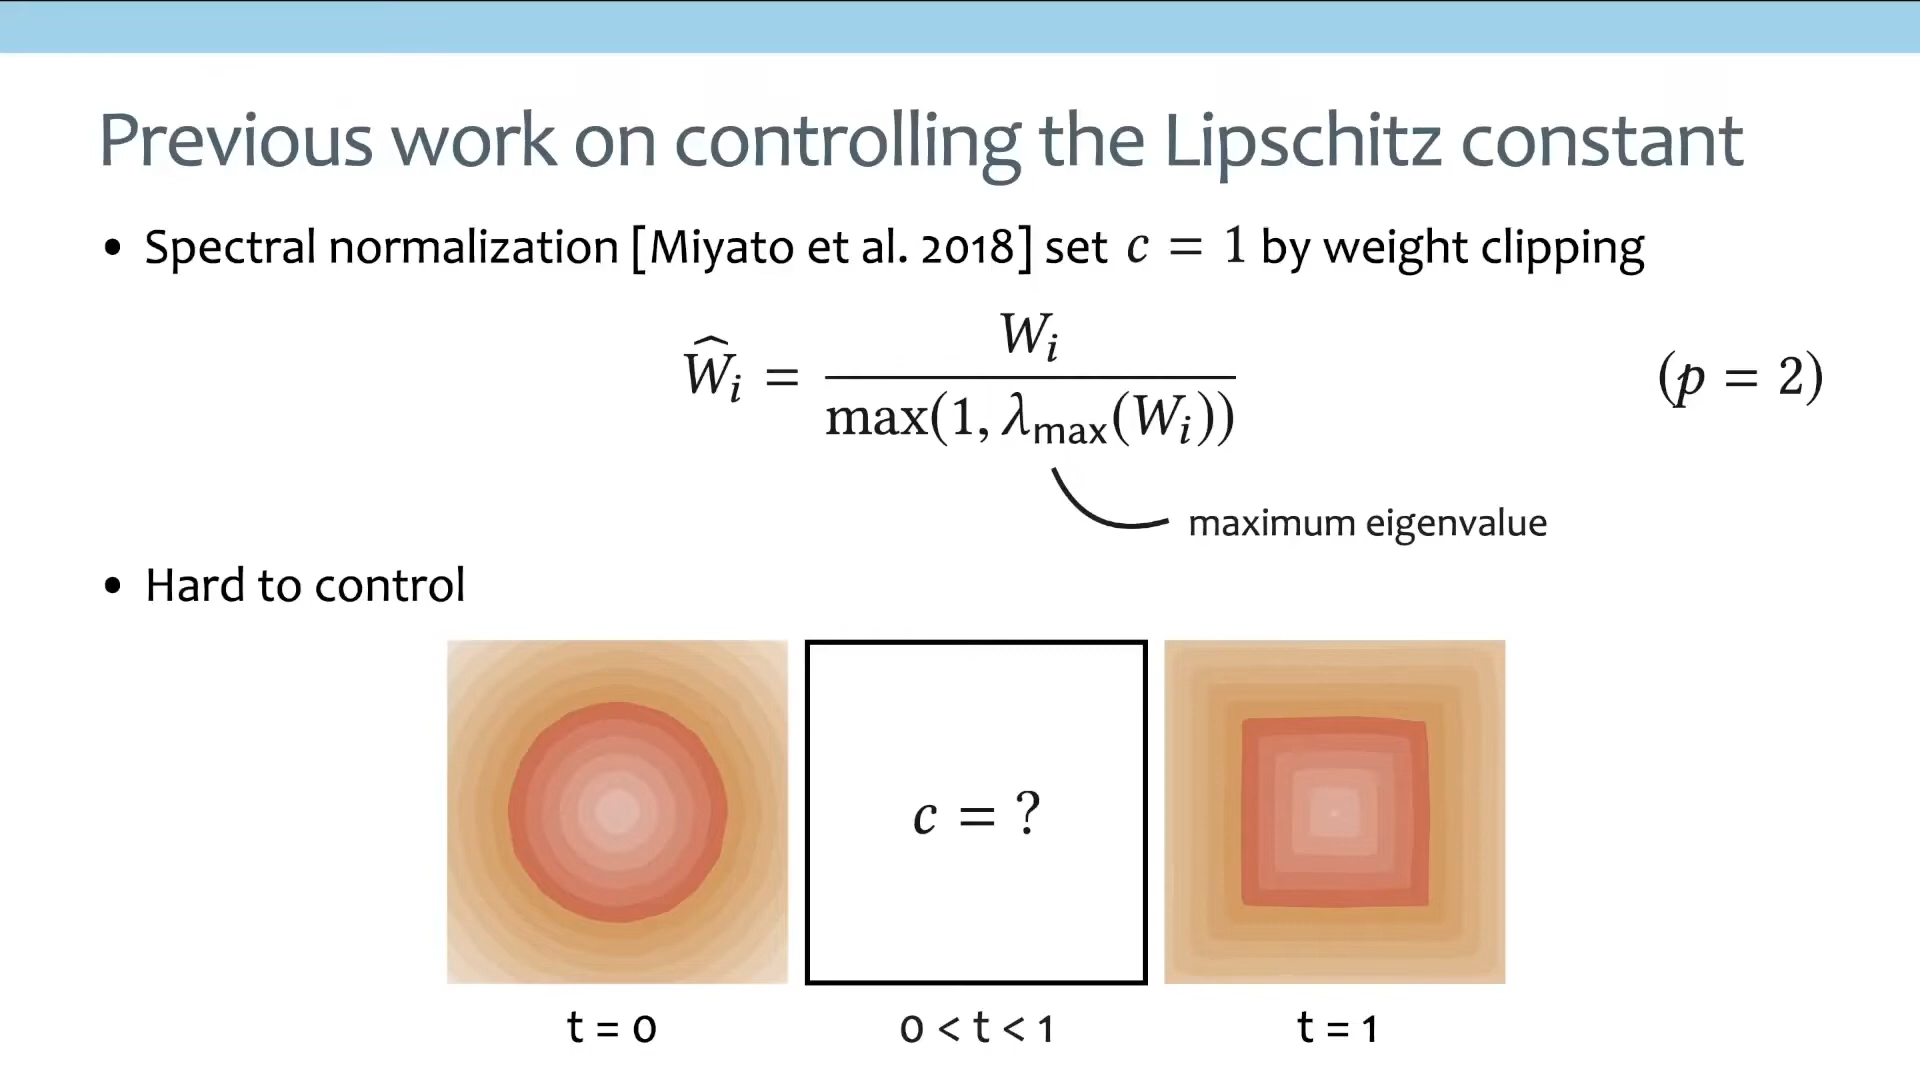 Previous work on controlling the Lipschitz constant
• Spectral normalization [Miyato et al. 2018] set c = 1 by weight clipping
Ŵᵢ = Wᵢ / max(1, λmax(Wᵢ)) (p = 2)
maximum eigenvalue
• Hard to control
c = ?
t = 0 0 < t < 1 t = 1